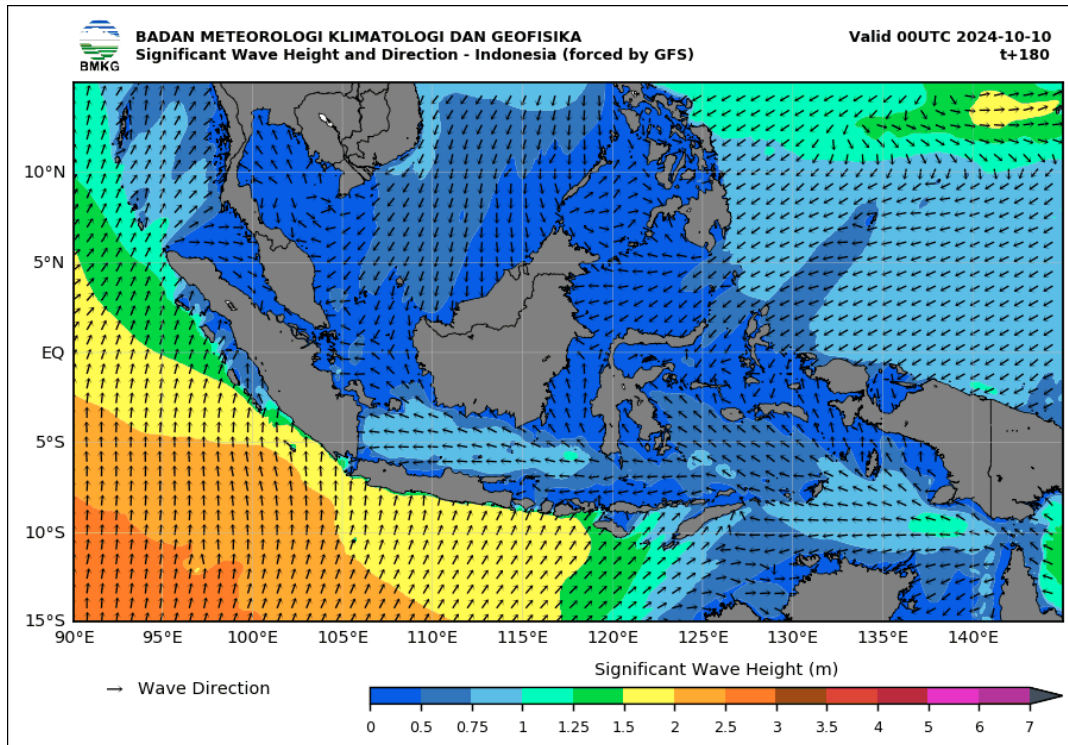 BADAN METEOROLOGI KLIMATOLOGI DAN GEOFISIKA
Significant Wave Height and Direction - Indonesia (forced by GFS)
Valid 00UTC 2024-10-10
t+180
BMKG
10°N
5°N
EQ
5°S
10°S
15°S
90°E 95°E 100°E 105°E 110°E 115°E 120°E 125°E 130°E 135°E 140°E
Wave Direction
Significant Wave Height (m)
0 0.5 0.75 1 1.25 1.5 2 2.5 3 3.5 4 5 6 7